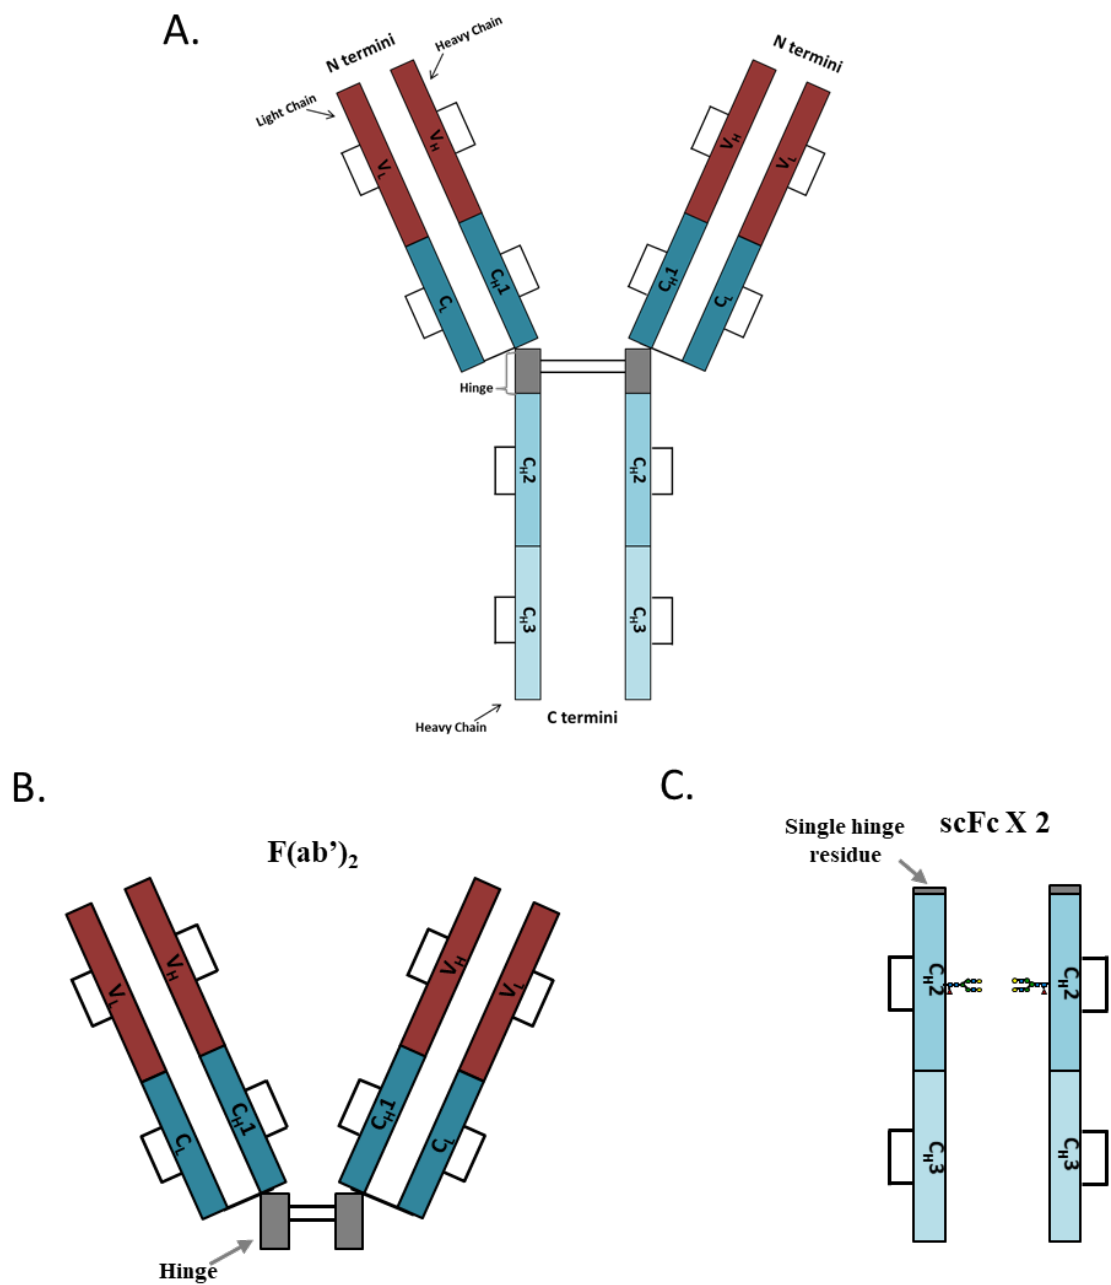 A.
N termini
Heavy Chain
N termini
Light Chain
VL
VH
VH
VL
CL
CH1
CH1
CL
Hinge
CH2
CH2
CH3
CH3
Heavy Chain
C termini
B.
F(ab')2
VL
VH
VH
VL
CL
CH1
CH1
CL
Hinge
C.
scFc X 2
Single hinge
residue
CH2
CH2
CH3
CH3